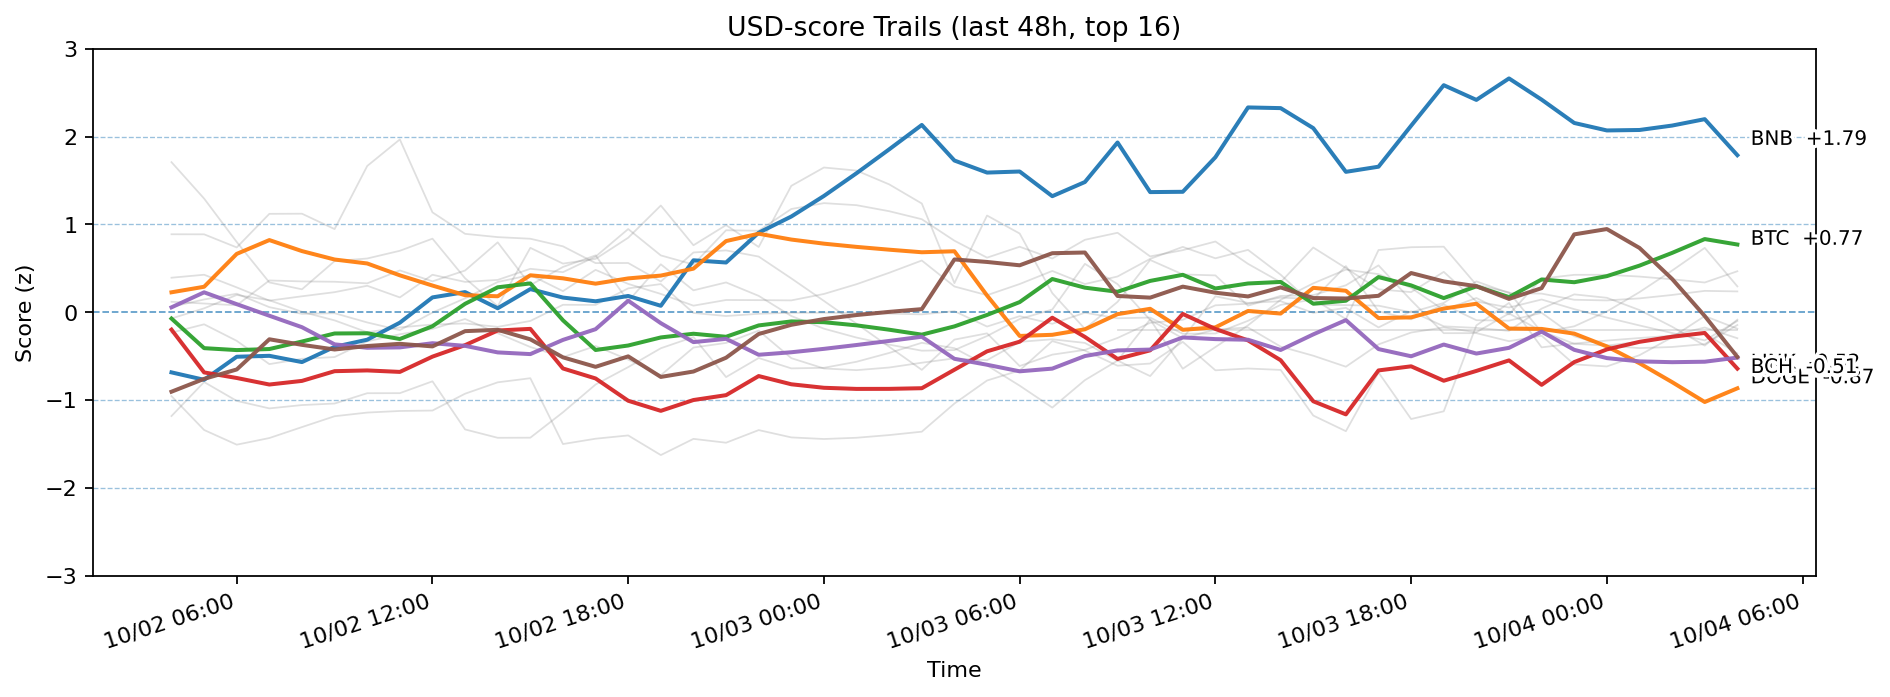 USD-score Trails (last 48h, top 16)
3
2
1
0
−1
−2
−3
Score (z)
BNB +1.79
BTC +0.77
BCH -0.51
DOGE -0.87
10/02 06:00
10/02 12:00
10/02 18:00
10/03 00:00
10/03 06:00
10/03 12:00
10/03 18:00
10/04 00:00
10/04 06:00
Time